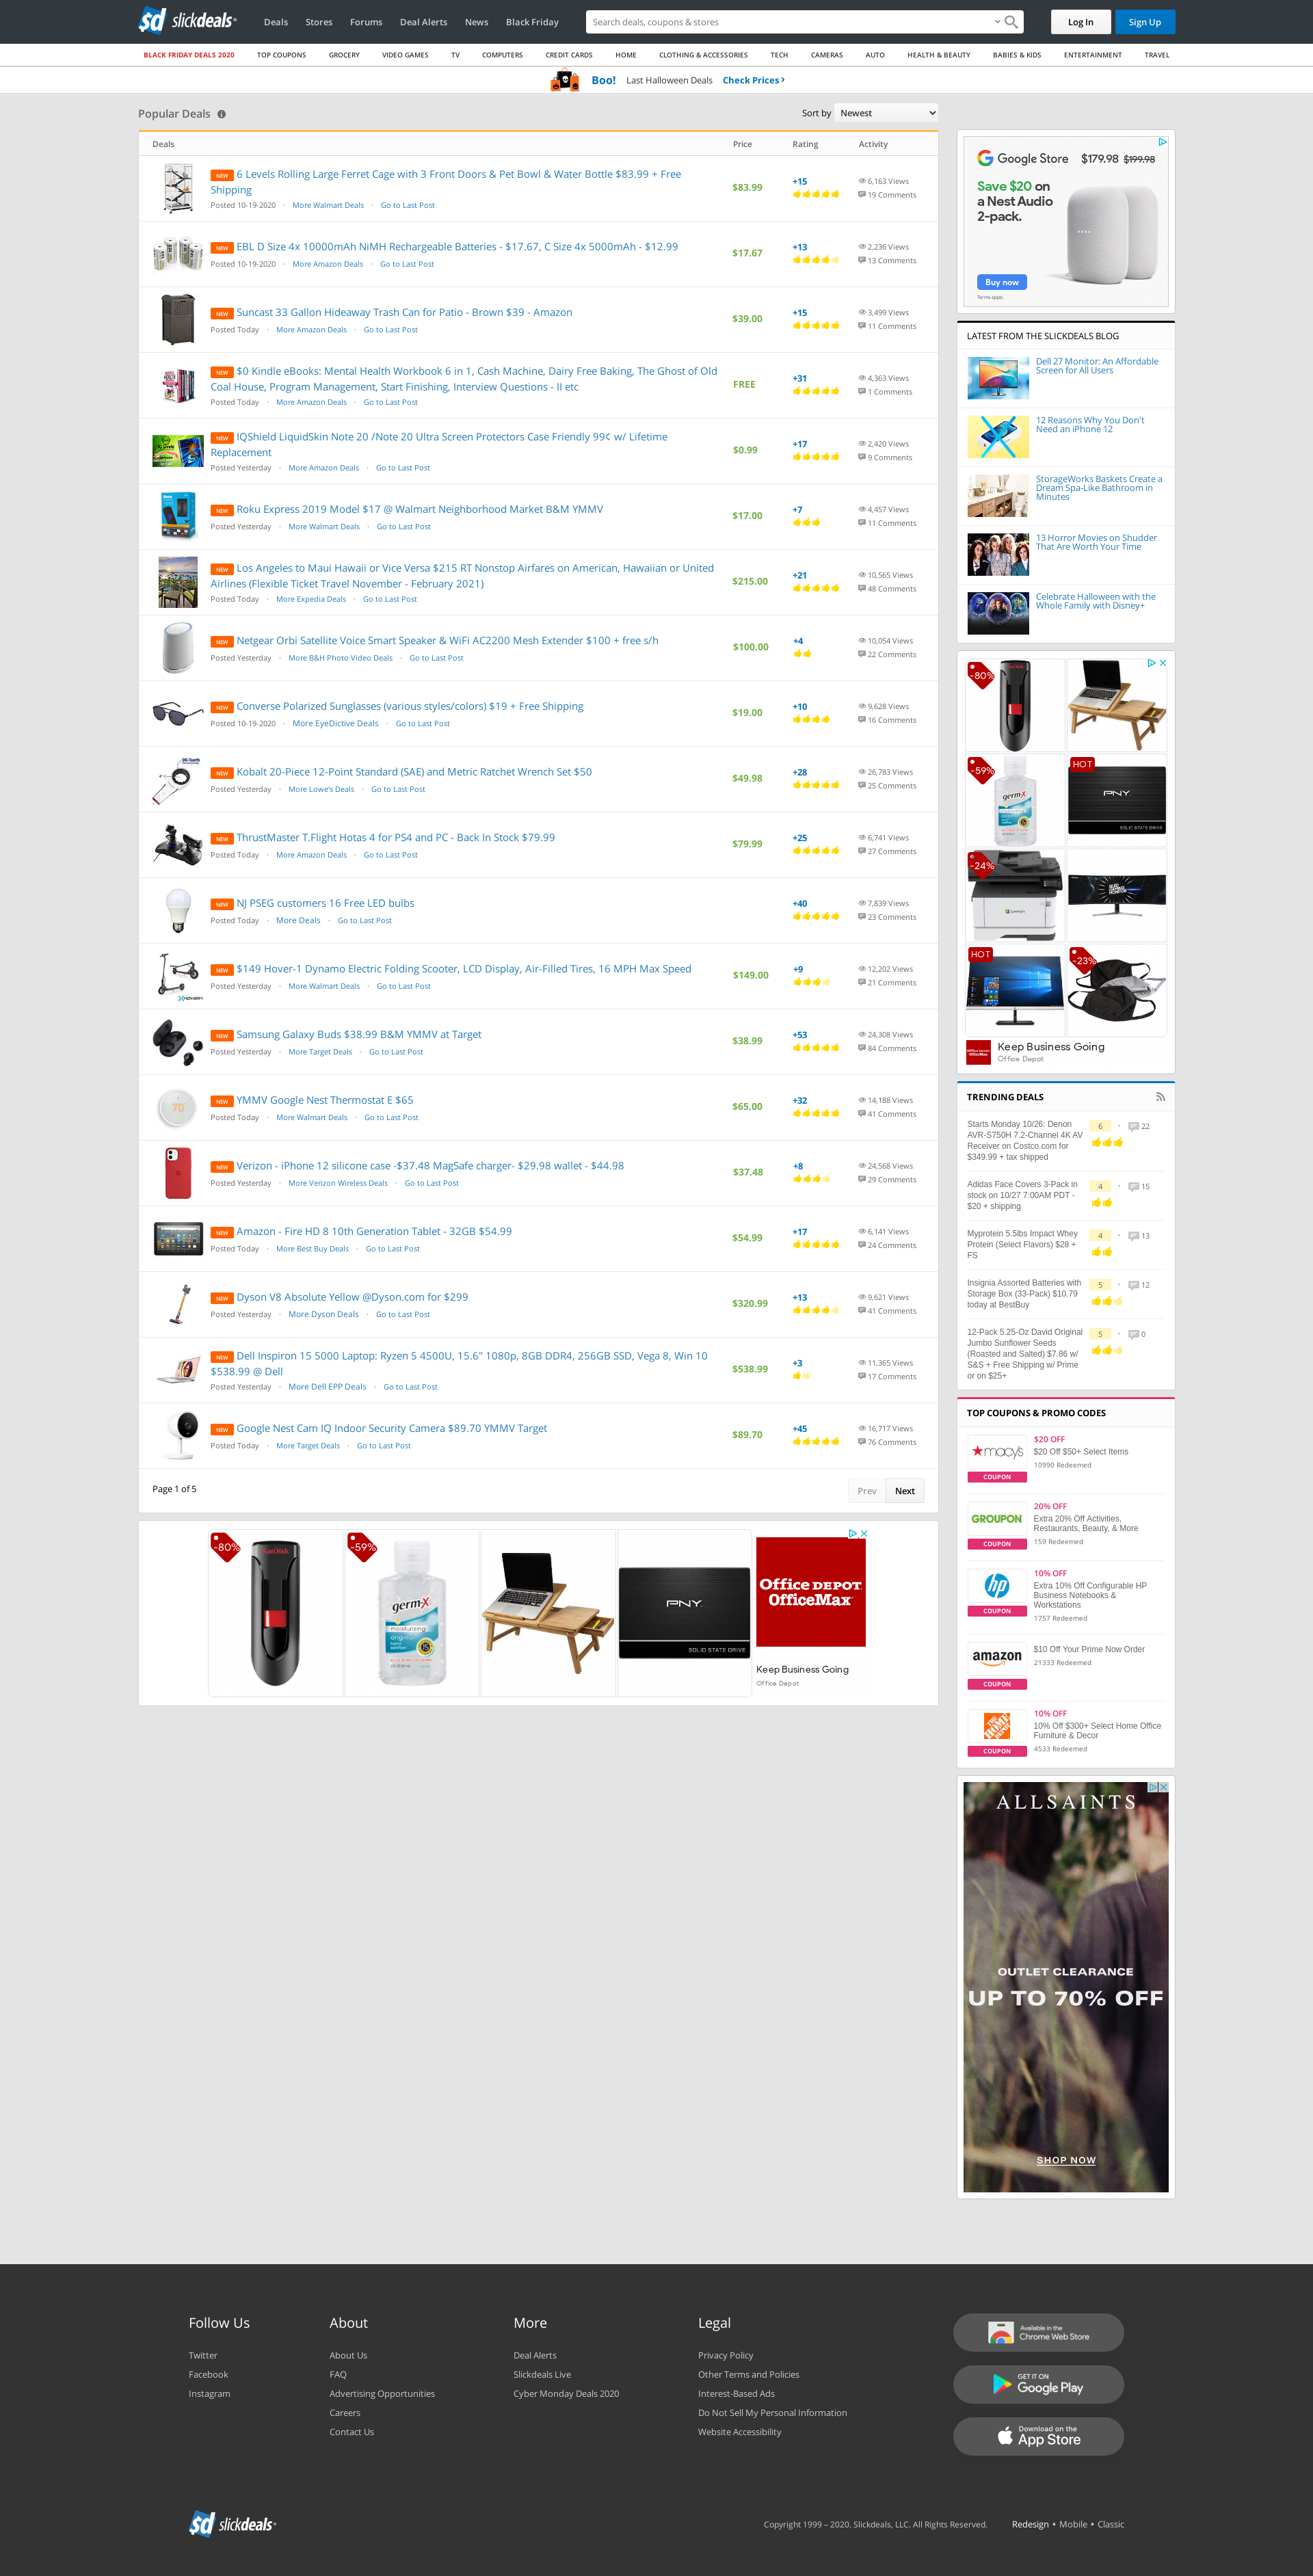 slickdeals
Deals
Stores
Forums
Deal Alerts
News
Black Friday
Search deals, coupons & stores
Log In
Sign Up
BLACK FRIDAY DEALS 2020
TOP COUPONS
GROCERY
VIDEO GAMES
TV
COMPUTERS
CREDIT CARDS
HOME
CLOTHING & ACCESSORIES
TECH
CAMERAS
AUTO
HEALTH & BEAUTY
BABIES & KIDS
ENTERTAINMENT
TRAVEL
Boo! Last Halloween Deals Check Prices
Popular Deals
Sort by Newest
Deals Price Rating Activity
NEW 6 Levels Rolling Large Ferret Cage with 3 Front Doors & Pet Bowl & Water Bottle $83.99 + Free
Shipping
Posted 10-19-2020 · More Walmart Deals · Go to Last Post
$83.99
+15
6,163 Views
19 Comments
NEW EBL D Size 4x 10000mAh NiMH Rechargeable Batteries - $17.67, C Size 4x 5000mAh - $12.99
Posted 10-19-2020 · More Amazon Deals · Go to Last Post
$17.67
+13
2,236 Views
13 Comments
NEW Suncast 33 Gallon Hideaway Trash Can for Patio - Brown $39 - Amazon
Posted Today · More Amazon Deals · Go to Last Post
$39.00
+15
3,499 Views
11 Comments
NEW $0 Kindle eBooks: Mental Health Workbook 6 in 1, Cash Machine, Dairy Free Baking, The Ghost of Old
Coal House, Program Management, Start Finishing, Interview Questions - II etc
Posted Today · More Amazon Deals · Go to Last Post
FREE
+31
4,363 Views
1 Comments
NEW IQShield LiquidSkin Note 20 /Note 20 Ultra Screen Protectors Case Friendly 99¢ w/ Lifetime
Replacement
Posted Yesterday · More Amazon Deals · Go to Last Post
$0.99
+17
2,420 Views
9 Comments
NEW Roku Express 2019 Model $17 @ Walmart Neighborhood Market B&M YMMV
Posted Yesterday · More Walmart Deals · Go to Last Post
$17.00
+7
4,457 Views
11 Comments
NEW Los Angeles to Maui Hawaii or Vice Versa $215 RT Nonstop Airfares on American, Hawaiian or United
Airlines (Flexible Ticket Travel November - February 2021)
Posted Today · More Expedia Deals · Go to Last Post
$215.00
+21
10,565 Views
48 Comments
NEW Netgear Orbi Satellite Voice Smart Speaker & WiFi AC2200 Mesh Extender $100 + free s/h
Posted Yesterday · More B&H Photo Video Deals · Go to Last Post
$100.00
+4
10,054 Views
22 Comments
NEW Converse Polarized Sunglasses (various styles/colors) $19 + Free Shipping
Posted 10-19-2020 · More EyeDictive Deals · Go to Last Post
$19.00
+10
9,628 Views
16 Comments
NEW Kobalt 20-Piece 12-Point Standard (SAE) and Metric Ratchet Wrench Set $50
Posted Yesterday · More Lowe's Deals · Go to Last Post
$49.98
+28
26,783 Views
25 Comments
NEW ThrustMaster T.Flight Hotas 4 for PS4 and PC - Back In Stock $79.99
Posted Today · More Amazon Deals · Go to Last Post
$79.99
+25
6,741 Views
27 Comments
NEW NJ PSEG customers 16 Free LED bulbs
Posted Today · More Deals · Go to Last Post
+40
7,839 Views
23 Comments
NEW $149 Hover-1 Dynamo Electric Folding Scooter, LCD Display, Air-Filled Tires, 16 MPH Max Speed
Posted Yesterday · More Walmart Deals · Go to Last Post
$149.00
+9
12,202 Views
21 Comments
NEW Samsung Galaxy Buds $38.99 B&M YMMV at Target
Posted Yesterday · More Target Deals · Go to Last Post
$38.99
+53
24,308 Views
84 Comments
NEW YMMV Google Nest Thermostat E $65
Posted Today · More Walmart Deals · Go to Last Post
$65.00
+32
14,188 Views
41 Comments
NEW Verizon - iPhone 12 silicone case -$37.48 MagSafe charger- $29.98 wallet - $44.98
Posted Yesterday · More Verizon Wireless Deals · Go to Last Post
$37.48
+8
24,568 Views
29 Comments
NEW Amazon - Fire HD 8 10th Generation Tablet - 32GB $54.99
Posted Today · More Best Buy Deals · Go to Last Post
$54.99
+17
6,141 Views
24 Comments
NEW Dyson V8 Absolute Yellow @Dyson.com for $299
Posted Yesterday · More Dyson Deals · Go to Last Post
$320.99
+13
9,621 Views
41 Comments
NEW Dell Inspiron 15 5000 Laptop: Ryzen 5 4500U, 15.6" 1080p, 8GB DDR4, 256GB SSD, Vega 8, Win 10
$538.99 @ Dell
Posted Yesterday · More Dell EPP Deals · Go to Last Post
$538.99
+3
11,365 Views
17 Comments
NEW Google Nest Cam IQ Indoor Security Camera $89.70 YMMV Target
Posted Today · More Target Deals · Go to Last Post
$89.70
+45
16,717 Views
76 Comments
Page 1 of 5
Prev
Next
-80%
-59%
germ-X
PNY
SOLID STATE DRIVE
Office DEPOT
OfficeMax
Keep Business Going
Office Depot
Google Store $179.98 $199.98
Save $20 on
a Nest Audio
2-pack.
Buy now
Terms apply.
LATEST FROM THE SLICKDEALS BLOG
Dell 27 Monitor: An Affordable
Screen for All Users
12 Reasons Why You Don't
Need an iPhone 12
StorageWorks Baskets Create a
Dream Spa-Like Bathroom in
Minutes
13 Horror Movies on Shudder
That Are Worth Your Time
Celebrate Halloween with the
Whole Family with Disney+
-80%
-59%
germ-X
HOT
PNY
SOLID STATE DRIVE
-24%
HOT
-23%
Keep Business Going
Office Depot
TRENDING DEALS
Starts Monday 10/26: Denon
AVR-S750H 7.2-Channel 4K AV
Receiver on Costco.com for
$349.99 + tax shipped
6 · 22
Adidas Face Covers 3-Pack in
stock on 10/27 7:00AM PDT -
$20 + shipping
4 · 15
Myprotein 5.5lbs Impact Whey
Protein (Select Flavors) $28 +
FS
4 · 13
Insignia Assorted Batteries with
Storage Box (33-Pack) $10.79
today at BestBuy
5 · 12
12-Pack 5.25-Oz David Original
Jumbo Sunflower Seeds
(Roasted and Salted) $7.86 w/
S&S + Free Shipping w/ Prime
or on $25+
5 · 0
TOP COUPONS & PROMO CODES
macy's
COUPON
$20 OFF
$20 Off $50+ Select Items
10990 Redeemed
GROUPON
COUPON
20% OFF
Extra 20% Off Activities,
Restaurants, Beauty, & More
159 Redeemed
hp
COUPON
10% OFF
Extra 10% Off Configurable HP
Business Notebooks &
Workstations
1757 Redeemed
amazon
COUPON
$10 Off Your Prime Now Order
21333 Redeemed
THE HOME DEPOT
COUPON
10% OFF
10% Off $300+ Select Home Office
Furniture & Decor
4533 Redeemed
ALLSAINTS
OUTLET CLEARANCE
UP TO 70% OFF
SHOP NOW
Follow Us
Twitter
Facebook
Instagram
About
About Us
FAQ
Advertising Opportunities
Careers
Contact Us
More
Deal Alerts
Slickdeals Live
Cyber Monday Deals 2020
Legal
Privacy Policy
Other Terms and Policies
Interest-Based Ads
Do Not Sell My Personal Information
Website Accessibility
Available in the
Chrome Web Store
GET IT ON
Google Play
Download on the
App Store
slickdeals
Copyright 1999 – 2020. Slickdeals, LLC. All Rights Reserved.
Redesign • Mobile • Classic